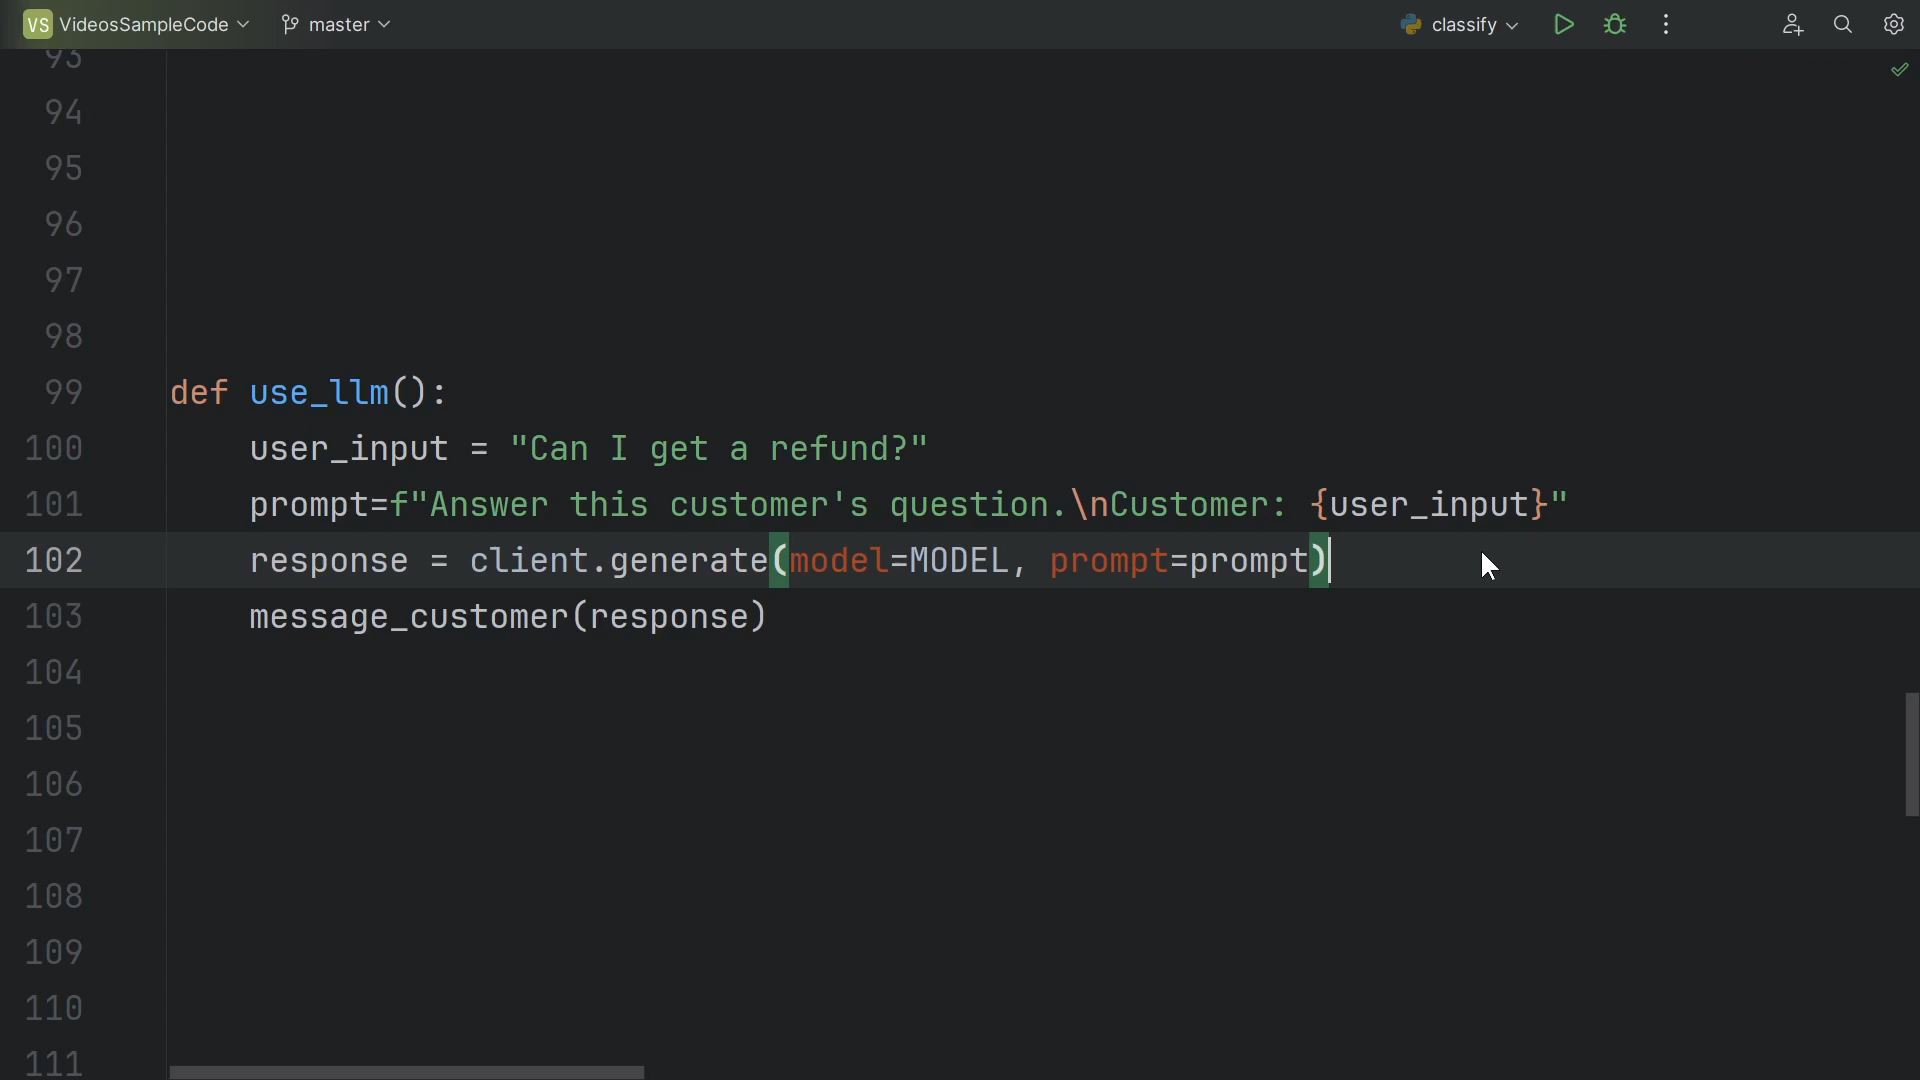 VS VideosSampleCode master classify
93
94
95
96
97
98
99 def use_llm():
100 user_input = "Can I get a refund?"
101 prompt=f"Answer this customer's question.\nCustomer: {user_input}"
102 response = client.generate(model=MODEL, prompt=prompt)
103 message_customer(response)
104
105
106
107
108
109
110
111